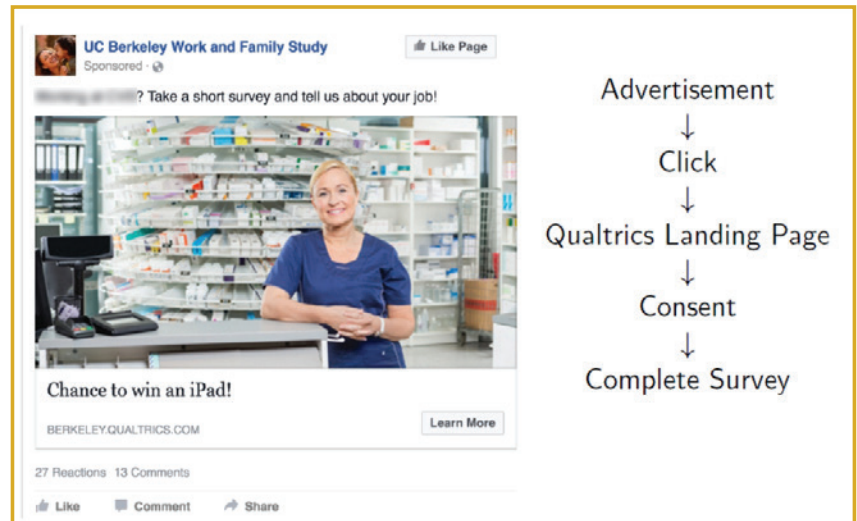 UC Berkeley Work and Family Study
Sponsored ·
Like Page
? Take a short survey and tell us about your job!
Chance to win an iPad!
BERKELEY.QUALTRICS.COM
Learn More
27 Reactions 13 Comments
Like Comment Share
Advertisement
↓
Click
↓
Qualtrics Landing Page
↓
Consent
↓
Complete Survey